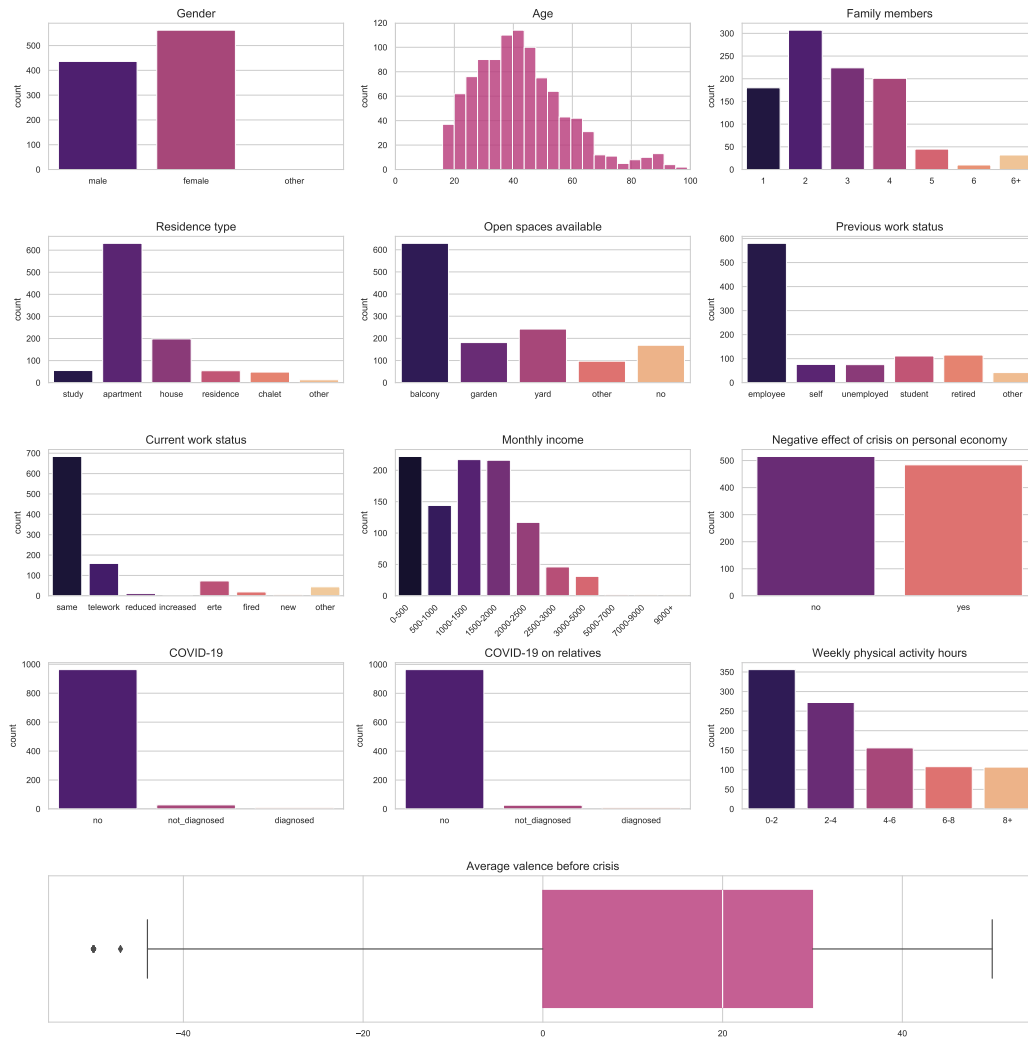 Gender
count
500
400
300
200
100
0
male female other
Age
count
120
100
80
60
40
20
0
0 20 40 60 80 100
Family members
count
300
250
200
150
100
50
0
1 2 3 4 5 6 6+
Residence type
count
600
500
400
300
200
100
0
study apartment house residence chalet other
Open spaces available
count
600
500
400
300
200
100
0
balcony garden yard other no
Previous work status
count
600
500
400
300
200
100
0
employee self unemployed student retired other
Current work status
count
700
600
500
400
300
200
100
0
same telework reduced increased erte fired new other
Monthly income
count
200
150
100
50
0
0-500 500-1000 1000-1500 1500-2000 2000-2500 2500-3000 3000-5000 5000-7000 7000-9000 9000+
Negative effect of crisis on personal economy
count
500
400
300
200
100
0
no yes
COVID-19
count
1000
800
600
400
200
0
no not_diagnosed diagnosed
COVID-19 on relatives
count
1000
800
600
400
200
0
no not_diagnosed diagnosed
Weekly physical activity hours
count
350
300
250
200
150
100
50
0
0-2 2-4 4-6 6-8 8+
Average valence before crisis
−40 −20 0 20 40